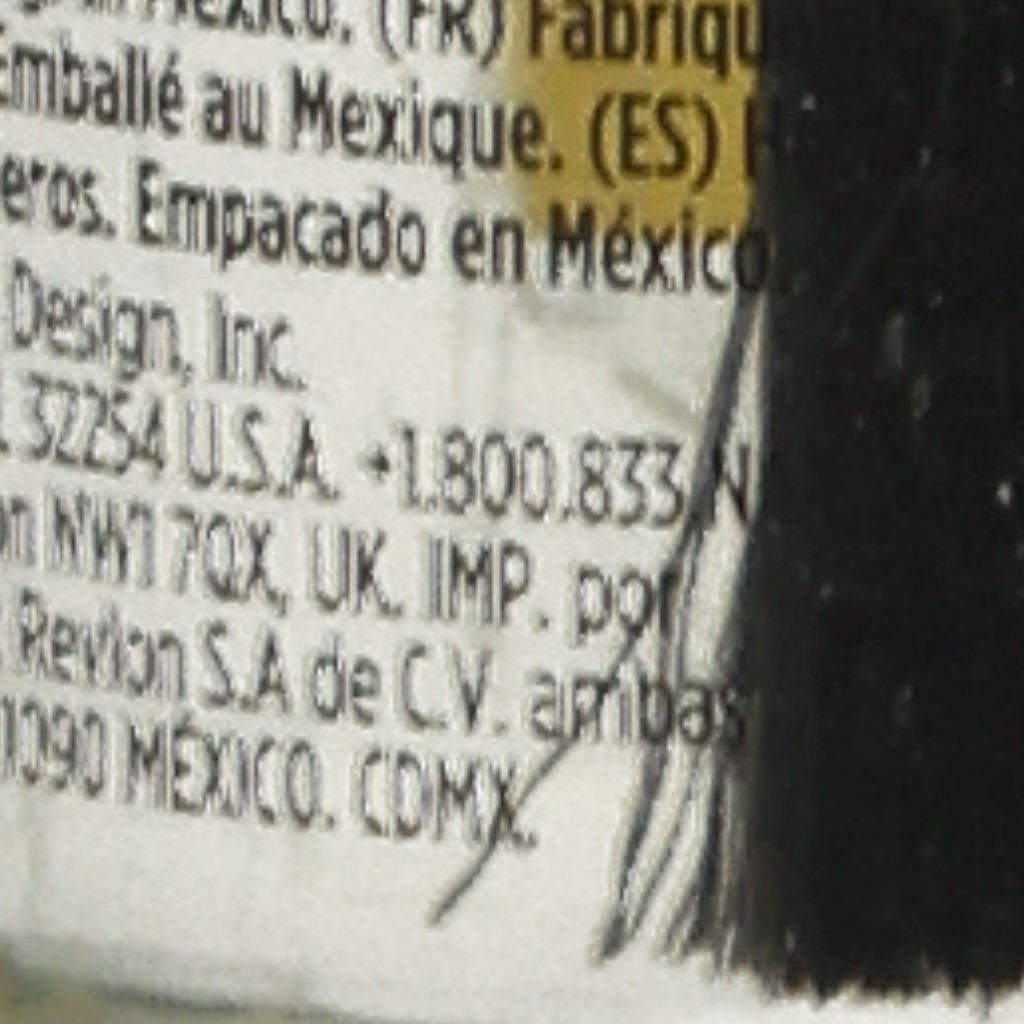 México. (FR) Fabriqu
Emballé au Mexique. (ES)
eros. Empacado en México.
Design, Inc.
32254 U.S.A. +1.800.833.N
on NW1 7QX, UK. IMP. por
Revlon S.A de C.V. ambas
1090 MÉXICO. CDMX.